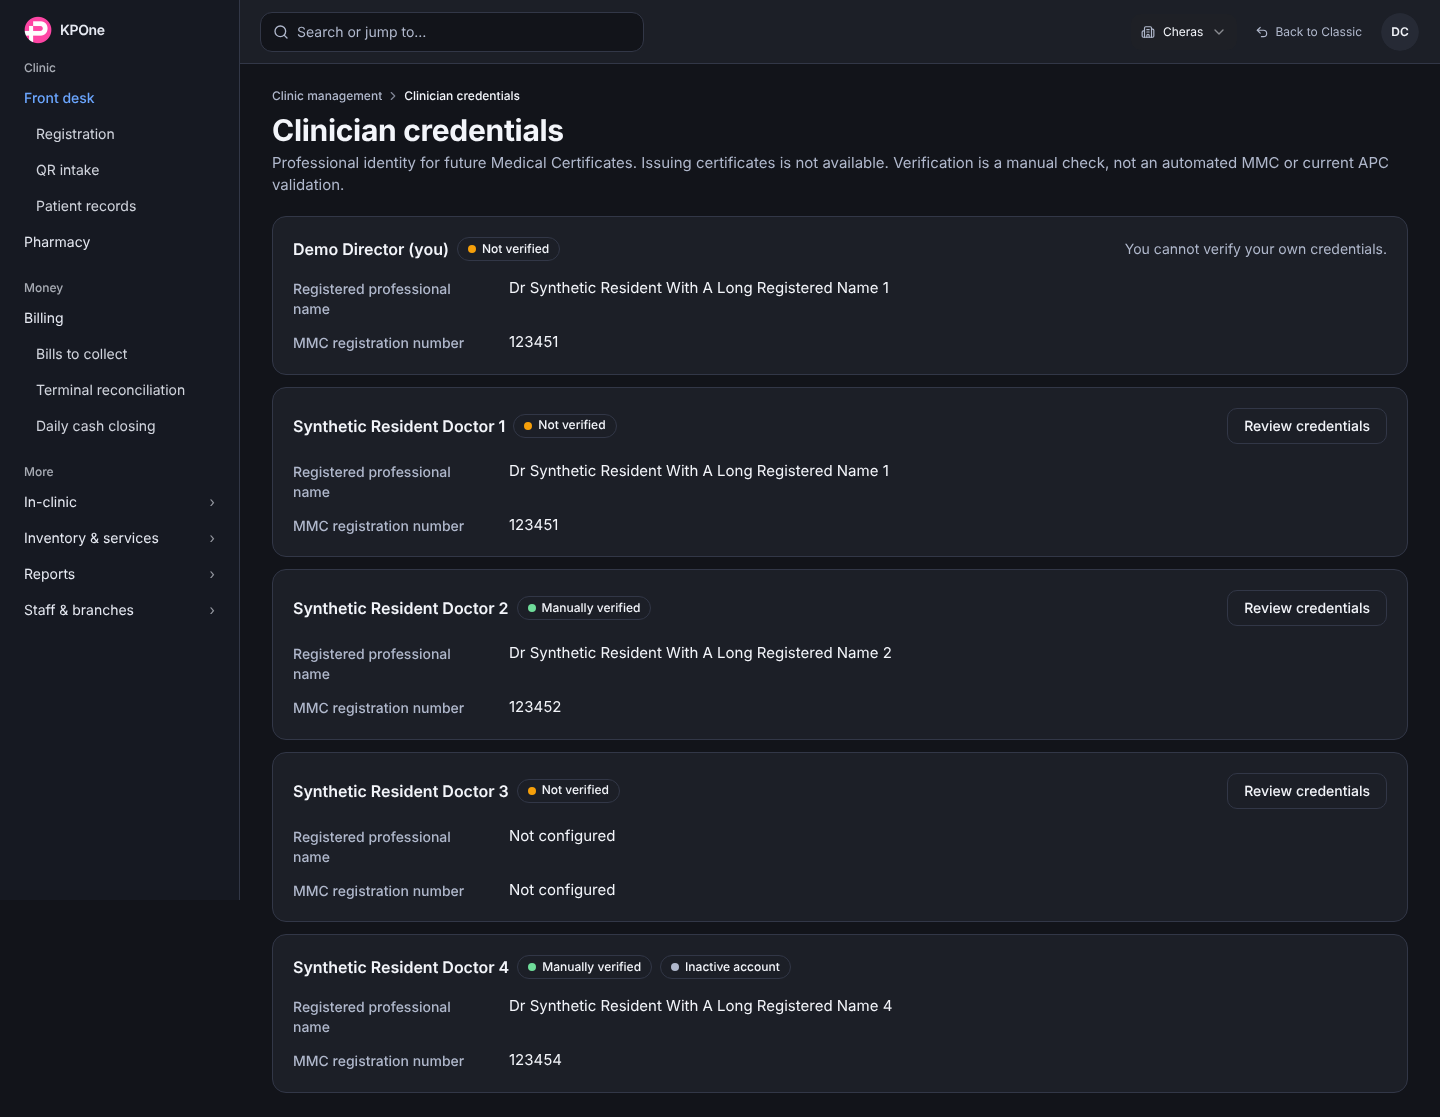 KPOne
Clinic
Front desk
Registration
QR intake
Patient records
Pharmacy
Money
Billing
Bills to collect
Terminal reconciliation
Daily cash closing
More
In-clinic
Inventory & services
Reports
Staff & branches
Search or jump to...
Cheras
Back to Classic
DC
Clinic management > Clinician credentials
Clinician credentials
Professional identity for future Medical Certificates. Issuing certificates is not available. Verification is a manual check, not an automated MMC or current APC
validation.
Demo Director (you) Not verified You cannot verify your own credentials.
Registered professional
name
Dr Synthetic Resident With A Long Registered Name 1
MMC registration number 123451
Synthetic Resident Doctor 1 Not verified Review credentials
Registered professional
name
Dr Synthetic Resident With A Long Registered Name 1
MMC registration number 123451
Synthetic Resident Doctor 2 Manually verified Review credentials
Registered professional
name
Dr Synthetic Resident With A Long Registered Name 2
MMC registration number 123452
Synthetic Resident Doctor 3 Not verified Review credentials
Registered professional
name
Not configured
MMC registration number Not configured
Synthetic Resident Doctor 4 Manually verified Inactive account
Registered professional
name
Dr Synthetic Resident With A Long Registered Name 4
MMC registration number 123454